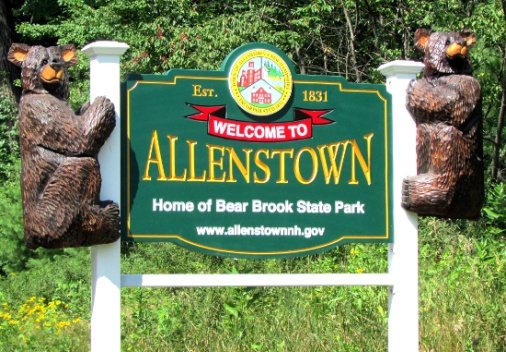 Est. 1831
WELCOME TO
ALLENSTOWN
Home of Bear Brook State Park
www.allenstownnh.gov